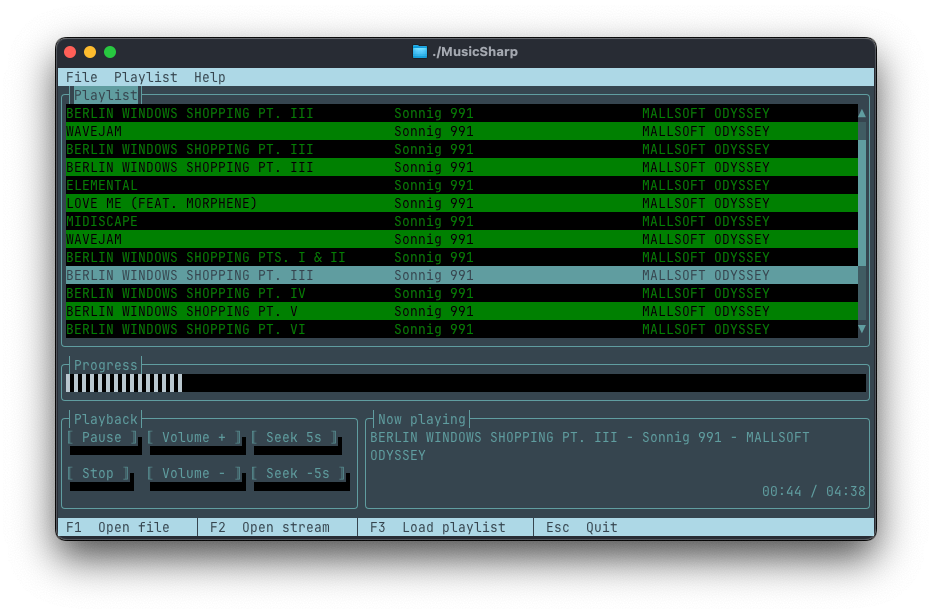 ./MusicSharp
File Playlist Help
Playlist
BERLIN WINDOWS SHOPPING PT. III Sonnig 991 MALLSOFT ODYSSEY
WAVEJAM Sonnig 991 MALLSOFT ODYSSEY
BERLIN WINDOWS SHOPPING PT. III Sonnig 991 MALLSOFT ODYSSEY
BERLIN WINDOWS SHOPPING PT. III Sonnig 991 MALLSOFT ODYSSEY
ELEMENTAL Sonnig 991 MALLSOFT ODYSSEY
LOVE ME (FEAT. MORPHENE) Sonnig 991 MALLSOFT ODYSSEY
MIDISCAPE Sonnig 991 MALLSOFT ODYSSEY
WAVEJAM Sonnig 991 MALLSOFT ODYSSEY
BERLIN WINDOWS SHOPPING PTS. I & II Sonnig 991 MALLSOFT ODYSSEY
BERLIN WINDOWS SHOPPING PT. III Sonnig 991 MALLSOFT ODYSSEY
BERLIN WINDOWS SHOPPING PT. IV Sonnig 991 MALLSOFT ODYSSEY
BERLIN WINDOWS SHOPPING PT. V Sonnig 991 MALLSOFT ODYSSEY
BERLIN WINDOWS SHOPPING PT. VI Sonnig 991 MALLSOFT ODYSSEY
Progress
Playback
[ Pause ] [ Volume + ] [ Seek 5s ]
[ Stop ] [ Volume - ] [ Seek -5s ]
Now playing
BERLIN WINDOWS SHOPPING PT. III - Sonnig 991 - MALLSOFT
ODYSSEY
00:44 / 04:38
F1 Open file F2 Open stream F3 Load playlist Esc Quit